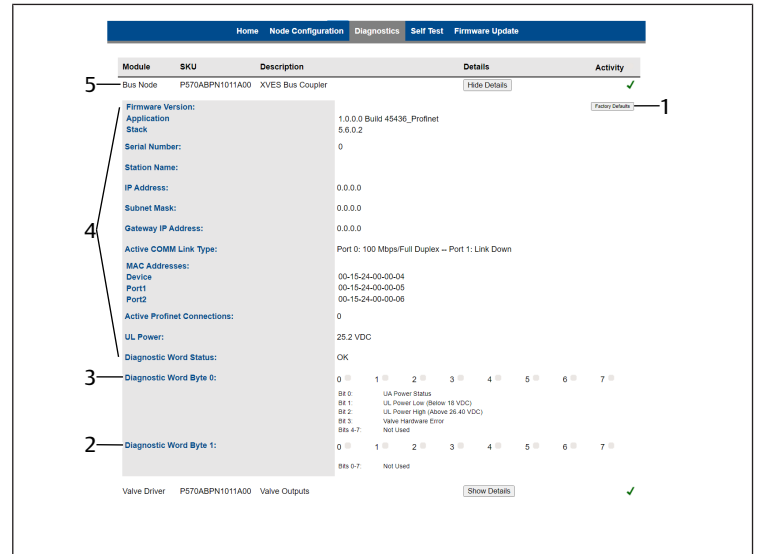 Home Node Configuration Diagnostics Self Test Firmware Update
Module SKU Description Details Activity
5 Bus Node P570ABPN1011A00 XVES Bus Coupler Hide Details ✓
Firmware Version: Factory Defaults 1
Application 1.0.0.0 Build 45436_Profinet
Stack 5.6.0.2
Serial Number: 0
Station Name:
IP Address: 0.0.0.0
Subnet Mask: 0.0.0.0
4 Gateway IP Address: 0.0.0.0
Active COMM Link Type: Port 0: 100 Mbps/Full Duplex -- Port 1: Link Down
MAC Addresses:
Device 00-15-24-00-00-04
Port1 00-15-24-00-00-05
Port2 00-15-24-00-00-06
Active Profinet Connections: 0
UL Power: 25.2 VDC
Diagnostic Word Status: OK
3 Diagnostic Word Byte 0: 0 1 2 3 4 5 6 7
Bit 0: UA Power Status
Bit 1: UL Power Low (Below 18 VDC)
Bit 2: UL Power High (Above 26.40 VDC)
Bit 3: Valve Hardware Error
Bits 4-7: Not Used
2 Diagnostic Word Byte 1: 0 1 2 3 4 5 6 7
Bits 0-7: Not Used
Valve Driver P570ABPN1011A00 Valve Outputs Show Details ✓